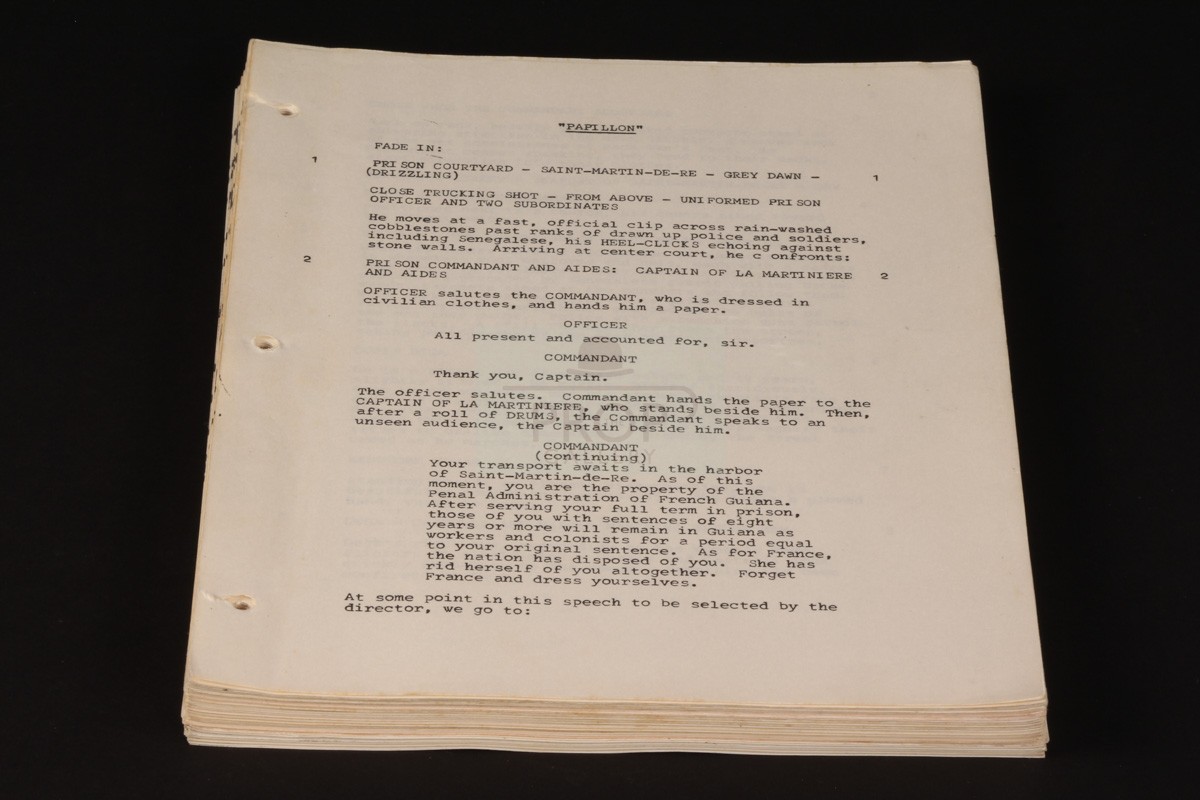 "PAPILLON"
FADE IN:
1 PRISON COURTYARD - SAINT-MARTIN-DE-RE - GREY DAWN - 1
(DRIZZLING)
CLOSE TRUCKING SHOT - FROM ABOVE - UNIFORMED PRISON
OFFICER AND TWO SUBORDINATES
He moves at a fast, official clip across rain-washed
cobblestones past ranks of drawn up police and soldiers,
including Senegalese, his HEEL-CLICKS echoing against
stone walls. Arriving at center court, he c onfronts:
2 PRISON COMMANDANT AND AIDES: CAPTAIN OF LA MARTINIERE 2
AND AIDES
OFFICER salutes the COMMANDANT, who is dressed in
civilian clothes, and hands him a paper.
OFFICER
All present and accounted for, sir.
COMMANDANT
Thank you, Captain.
The officer salutes. Commandant hands the paper to the
CAPTAIN OF LA MARTINIERE, who stands beside him. Then,
after a roll of DRUMS, the Commandant speaks to an
unseen audience, the Captain beside him.
COMMANDANT
(continuing)
Your transport awaits in the harbor
of Saint-Martin-de-Re. As of this
moment, you are the property of the
Penal Administration of French Guiana.
After serving your full term in prison,
those of you with sentences of eight
years or more will remain in Guiana as
workers and colonists for a period equal
to your original sentence. As for France,
the nation has disposed of you. She has
rid herself of you altogether. Forget
France and dress yourselves.
At some point in this speech to be selected by the
director, we go to: